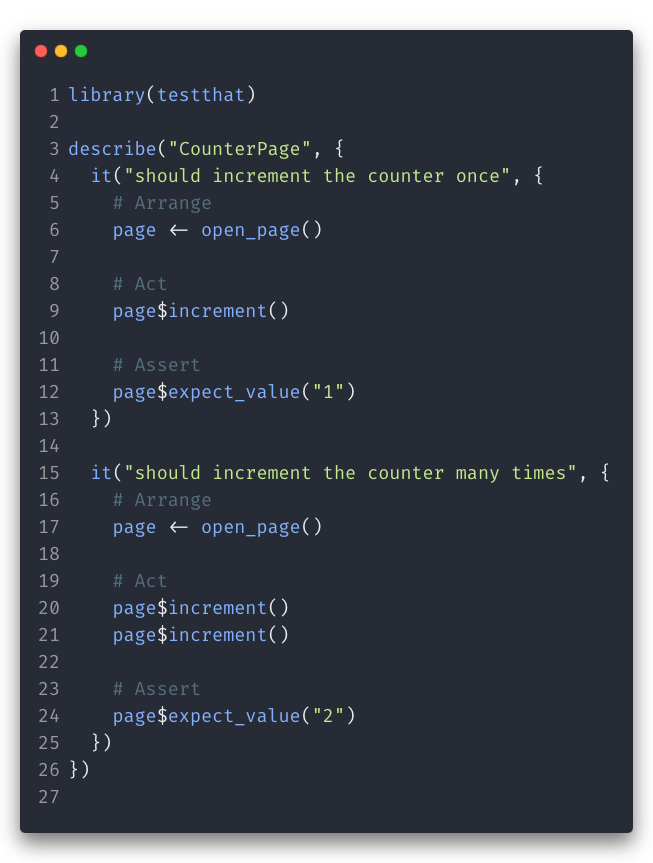 1 library(testthat)
2
3 describe("CounterPage", {
4   it("should increment the counter once", {
5     # Arrange
6     page <- open_page()
7
8     # Act
9     page$increment()
10
11     # Assert
12     page$expect_value("1")
13   })
14
15   it("should increment the counter many times", {
16     # Arrange
17     page <- open_page()
18
19     # Act
20     page$increment()
21     page$increment()
22
23     # Assert
24     page$expect_value("2")
25   })
26 })
27